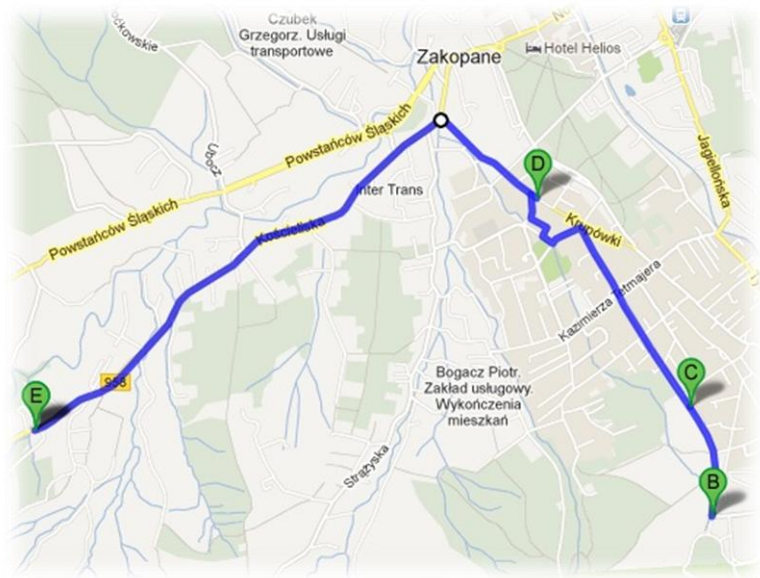 Czubek
Grzegorz. Usługi
transportowe
Zakopane
Hotel Helios
Powstańców Śląskich
Ubocz
Jagiellońska
D
Inter Trans
Powstańców Śląskich
Kościeliska
Krupówki
Kazimierza Tetmajera
958
Bogacz Piotr.
Zakład usługowy.
Wykończenia
mieszkań
C
E
Strążyska
B